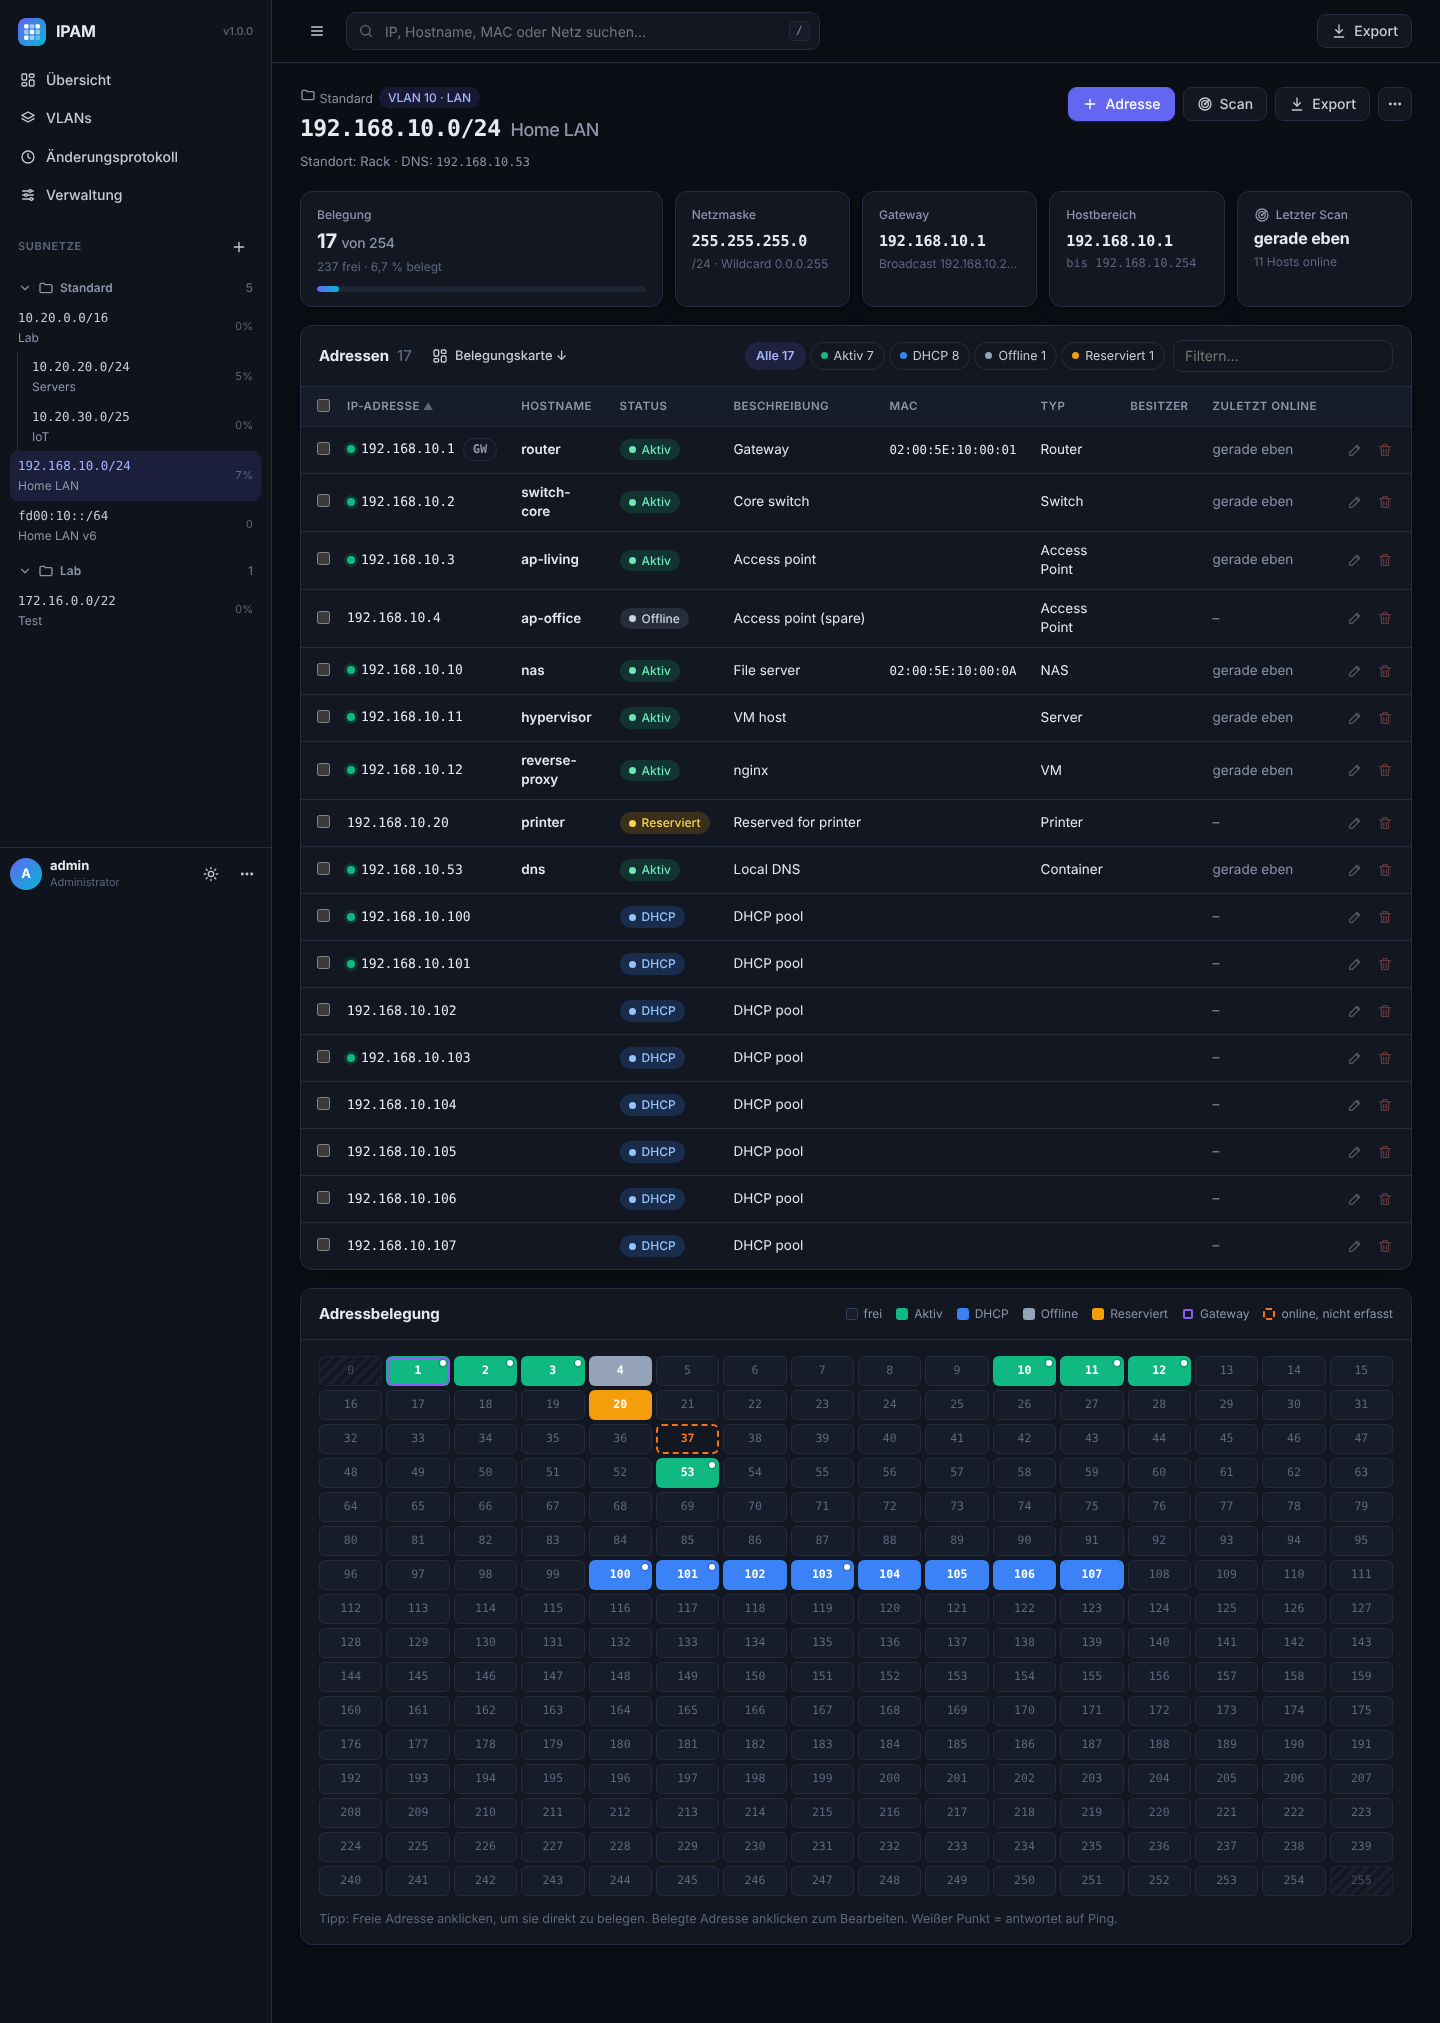 IPAM
v1.0.0
Übersicht
VLANs
Änderungsprotokoll
Verwaltung
SUBNETZE
Standard 5
10.20.0.0/16
Lab
0%
10.20.20.0/24
Servers
5%
10.20.30.0/25
IoT
0%
192.168.10.0/24
Home LAN
7%
fd00:10::/64
Home LAN v6
0
Lab 1
172.16.0.0/22
Test
0%
A
admin
Administrator
IP, Hostname, MAC oder Netz suchen...
/
Export
Standard VLAN 10 · LAN
192.168.10.0/24 Home LAN
Standort: Rack · DNS: 192.168.10.53
Adresse
Scan
Export
Belegung
17 von 254
237 frei · 6,7 % belegt
Netzmaske
255.255.255.0
/24 · Wildcard 0.0.0.255
Gateway
192.168.10.1
Broadcast 192.168.10.2...
Hostbereich
192.168.10.1
bis 192.168.10.254
Letzter Scan
gerade eben
11 Hosts online
Adressen 17 Belegungskarte ↓ Alle 17 Aktiv 7 DHCP 8 Offline 1 Reserviert 1 Filtern...
IP-ADRESSE ▲ HOSTNAME STATUS BESCHREIBUNG MAC TYP BESITZER ZULETZT ONLINE
192.168.10.1 GW router Aktiv Gateway 02:00:5E:10:00:01 Router gerade eben
192.168.10.2 switch-core Aktiv Core switch Switch gerade eben
192.168.10.3 ap-living Aktiv Access point Access Point gerade eben
192.168.10.4 ap-office Offline Access point (spare) Access Point –
192.168.10.10 nas Aktiv File server 02:00:5E:10:00:0A NAS gerade eben
192.168.10.11 hypervisor Aktiv VM host Server gerade eben
192.168.10.12 reverse-proxy Aktiv nginx VM gerade eben
192.168.10.20 printer Reserviert Reserved for printer Printer –
192.168.10.53 dns Aktiv Local DNS Container gerade eben
192.168.10.100 DHCP DHCP pool –
192.168.10.101 DHCP DHCP pool –
192.168.10.102 DHCP DHCP pool –
192.168.10.103 DHCP DHCP pool –
192.168.10.104 DHCP DHCP pool –
192.168.10.105 DHCP DHCP pool –
192.168.10.106 DHCP DHCP pool –
192.168.10.107 DHCP DHCP pool –
Adressbelegung frei Aktiv DHCP Offline Reserviert Gateway online, nicht erfasst
0 1 2 3 4 5 6 7 8 9 10 11 12 13 14 15
16 17 18 19 20 21 22 23 24 25 26 27 28 29 30 31
32 33 34 35 36 37 38 39 40 41 42 43 44 45 46 47
48 49 50 51 52 53 54 55 56 57 58 59 60 61 62 63
64 65 66 67 68 69 70 71 72 73 74 75 76 77 78 79
80 81 82 83 84 85 86 87 88 89 90 91 92 93 94 95
96 97 98 99 100 101 102 103 104 105 106 107 108 109 110 111
112 113 114 115 116 117 118 119 120 121 122 123 124 125 126 127
128 129 130 131 132 133 134 135 136 137 138 139 140 141 142 143
144 145 146 147 148 149 150 151 152 153 154 155 156 157 158 159
160 161 162 163 164 165 166 167 168 169 170 171 172 173 174 175
176 177 178 179 180 181 182 183 184 185 186 187 188 189 190 191
192 193 194 195 196 197 198 199 200 201 202 203 204 205 206 207
208 209 210 211 212 213 214 215 216 217 218 219 220 221 222 223
224 225 226 227 228 229 230 231 232 233 234 235 236 237 238 239
240 241 242 243 244 245 246 247 248 249 250 251 252 253 254 255
Tipp: Freie Adresse anklicken, um sie direkt zu belegen. Belegte Adresse anklicken zum Bearbeiten. Weißer Punkt = antwortet auf Ping.